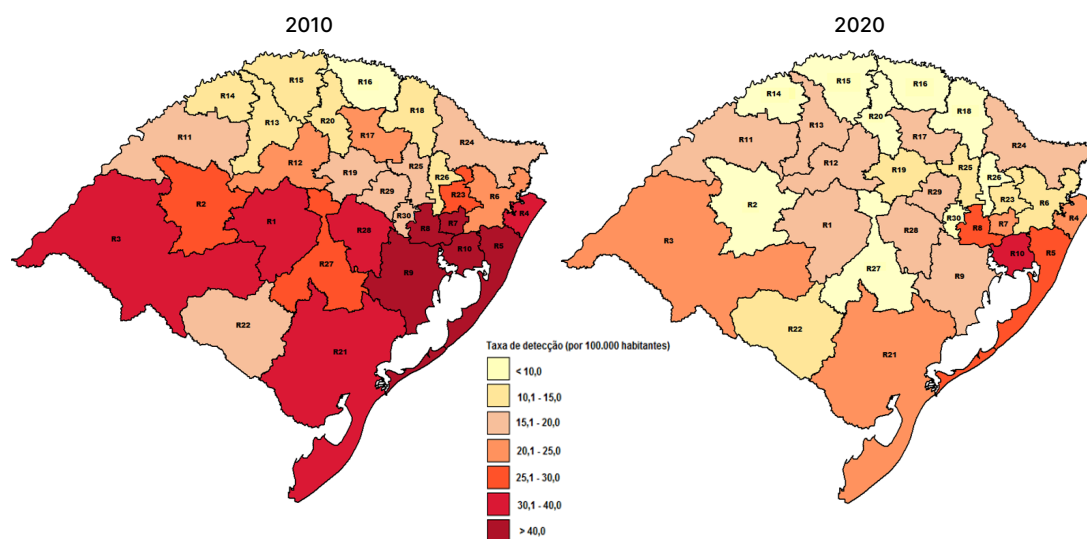 2010
2020
R16
R15
R14
R18
R20
R13
R17
R11
R24
R12
R25
R19
R26
R29
R23
R6
R2
R30
R4
R1
R8
R7
R28
R3
R5
R10
R27
R9
R22
R21
R15
R16
R14
R18
R20
R13
R17
R11
R24
R12
R25
R19
R26
R29
R23
R6
R2
R30
R4
R1
R8
R7
R28
R3
R10
R5
R27
R9
R22
R21
Taxa de detecção (por 100.000 habitantes)
< 10,0
10,1 - 15,0
15,1 - 20,0
20,1 - 25,0
25,1 - 30,0
30,1 - 40,0
> 40,0